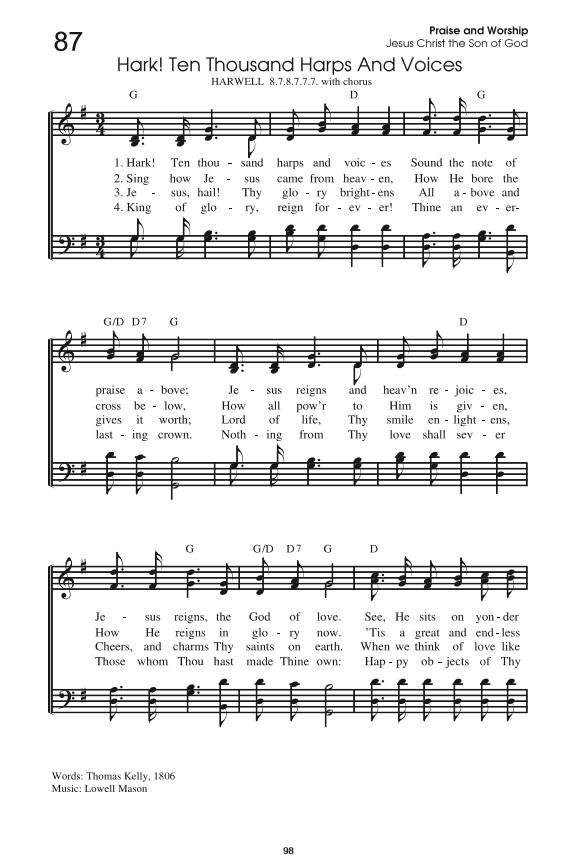 87
Praise and Worship
Jesus Christ the Son of God
Hark! Ten Thousand Harps And Voices
HARWELL 8.7.8.7.7.7. with chorus
G D G
1. Hark! Ten thou - sand harps and voic - es Sound the note of
2. Sing how Je - sus came from heav - en, How He bore the
3. Je - sus, hail! Thy glo - ry bright - ens All a - bove and
4. King of glo - ry, reign for - ev - er! Thine an ev - er-
G/D D7 G D
praise a - bove; Je - sus reigns and heav'n re - joic - es,
cross be - low, How all pow'r to Him is giv - en,
gives it worth; Lord of life, Thy smile en - light - ens,
last - ing crown. Noth - ing from Thy love shall sev - er
G G/D D7 G D
Je - sus reigns, the God of love. See, He sits on yon - der
How He reigns in glo - ry now. 'Tis a great and end - less
Cheers, and charms Thy saints on earth. When we think of love like
Those whom Thou hast made Thine own: Hap - py ob - jects of Thy
Words: Thomas Kelly, 1806
Music: Lowell Mason
98